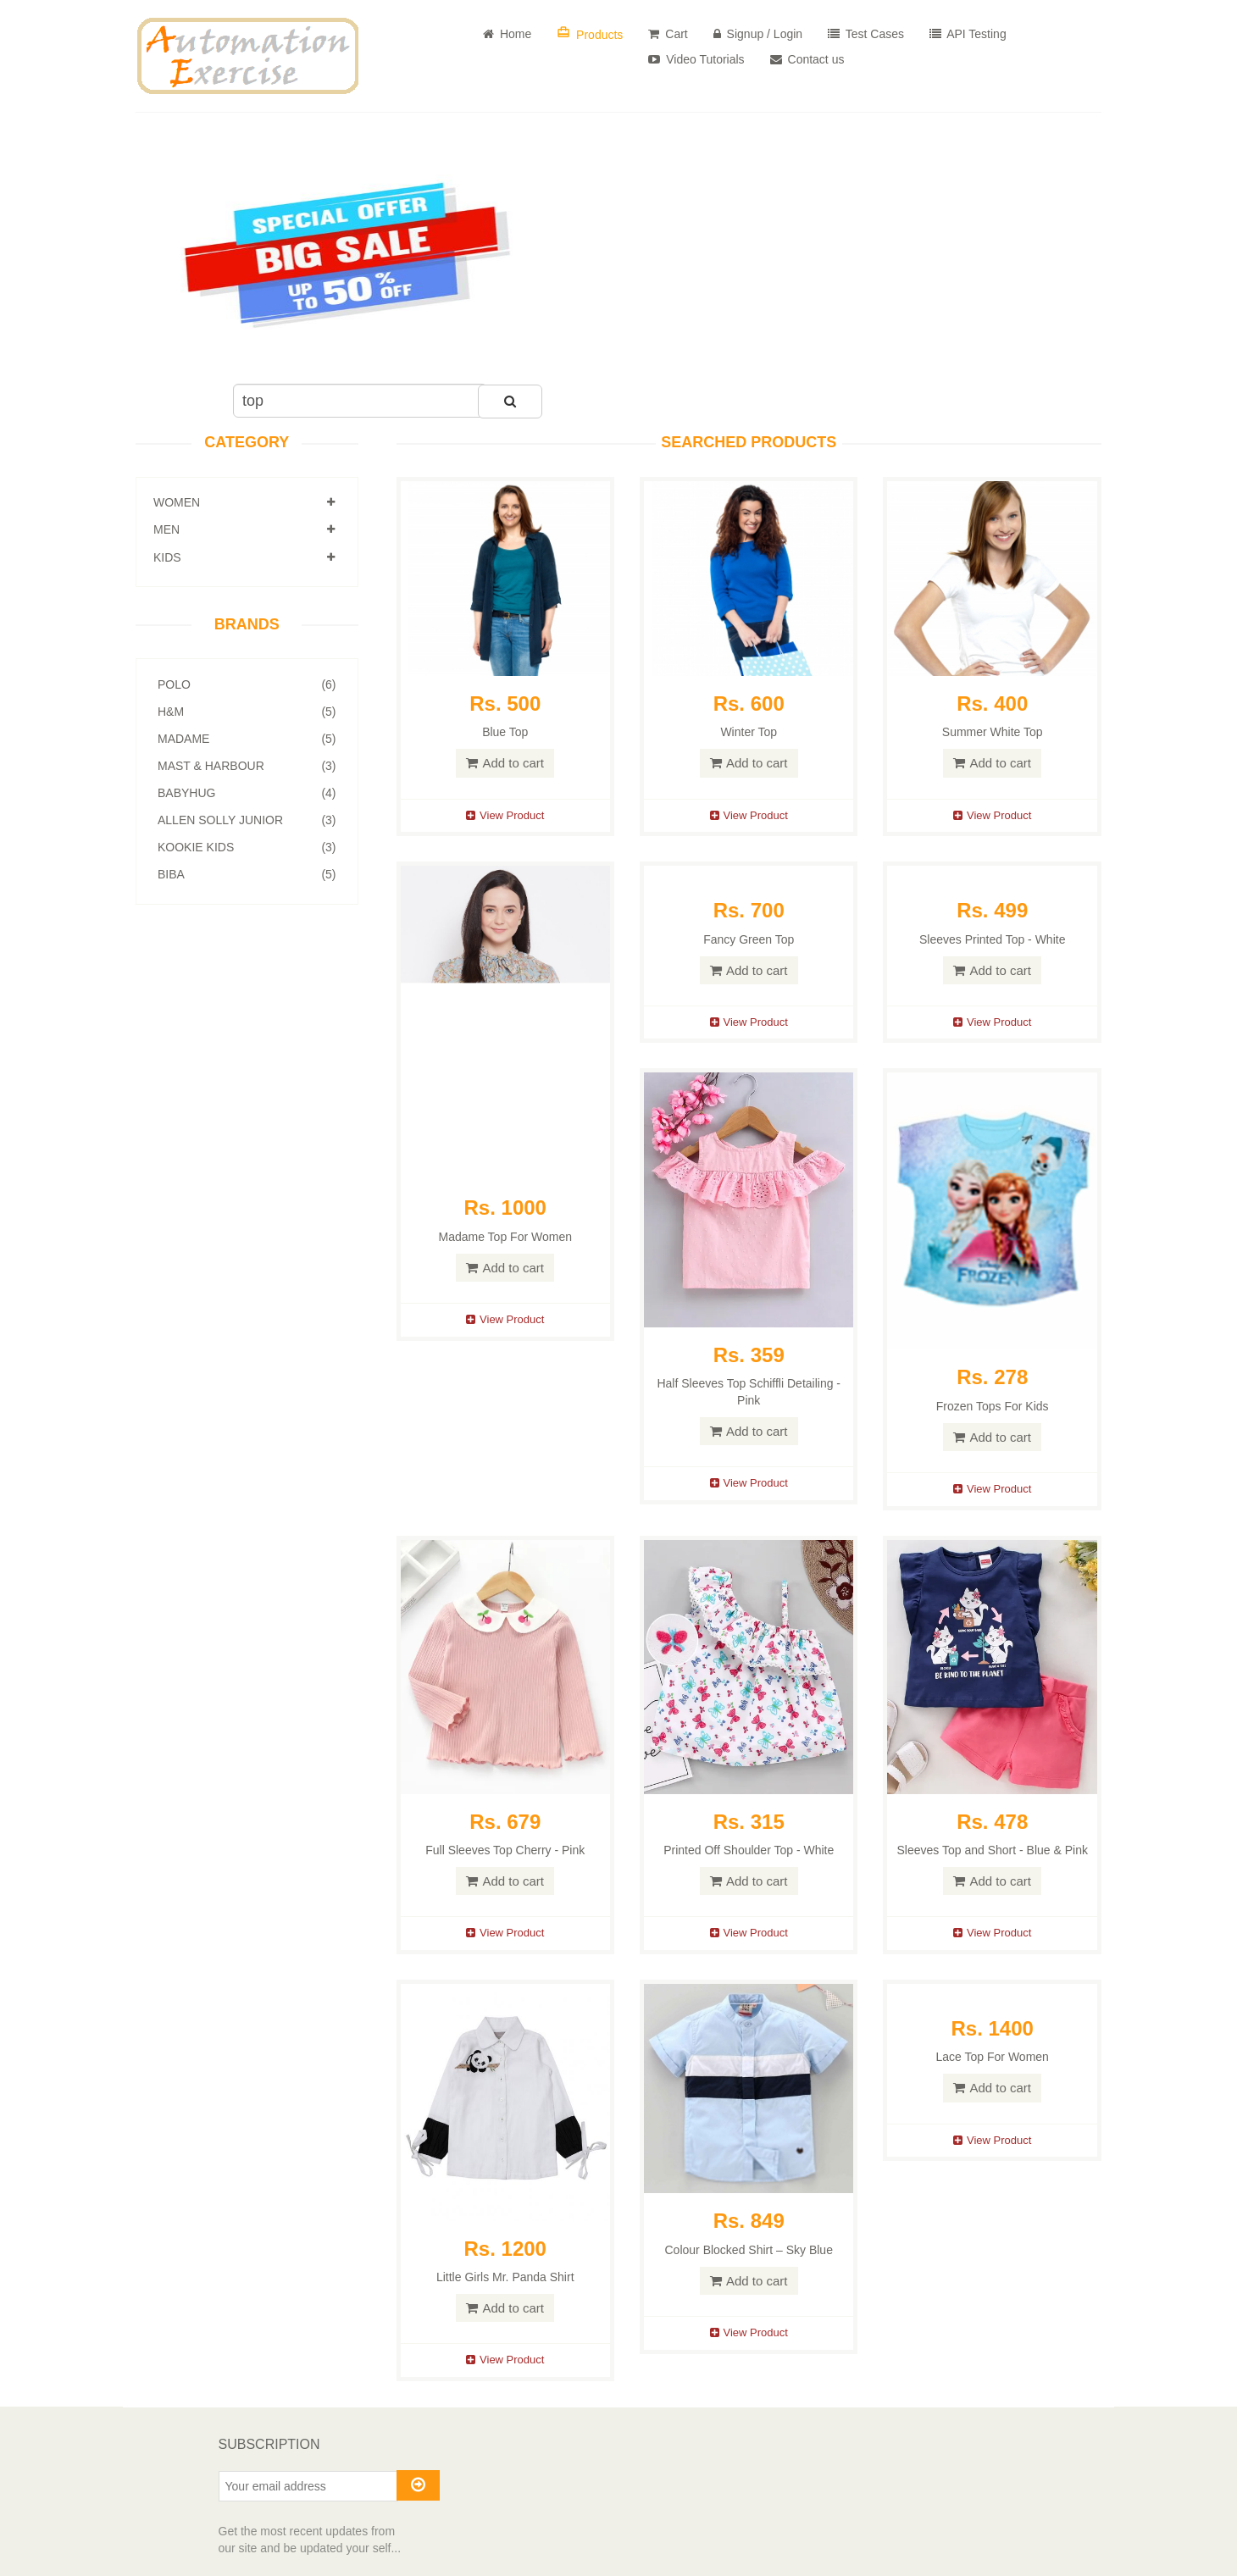 Automation
Exercise
Home
Products
Cart
Signup / Login
Test Cases
API Testing
Video Tutorials
Contact us
SPECIAL OFFER
BIG SALE
UP TO 50 % OFF
top
CATEGORY
WOMEN
MEN
KIDS
BRANDS
POLO (6)
H&M (5)
MADAME (5)
MAST & HARBOUR (3)
BABYHUG (4)
ALLEN SOLLY JUNIOR (3)
KOOKIE KIDS (3)
BIBA (5)
SEARCHED PRODUCTS
Rs. 500
Blue Top
Add to cart
View Product
Rs. 600
Winter Top
Add to cart
View Product
Rs. 400
Summer White Top
Add to cart
View Product
Rs. 1000
Madame Top For Women
Add to cart
View Product
Rs. 700
Fancy Green Top
Add to cart
View Product
Rs. 499
Sleeves Printed Top - White
Add to cart
View Product
Rs. 359
Half Sleeves Top Schiffli Detailing -
Pink
Add to cart
View Product
Disney
FROZEN
Rs. 278
Frozen Tops For Kids
Add to cart
View Product
Rs. 679
Full Sleeves Top Cherry - Pink
Add to cart
View Product
Rs. 315
Printed Off Shoulder Top - White
Add to cart
View Product
BE KIND TO THE PLANET
Rs. 478
Sleeves Top and Short - Blue & Pink
Add to cart
View Product
Rs. 1200
Little Girls Mr. Panda Shirt
Add to cart
View Product
Rs. 849
Colour Blocked Shirt – Sky Blue
Add to cart
View Product
Rs. 1400
Lace Top For Women
Add to cart
View Product
SUBSCRIPTION
Your email address
Get the most recent updates from
our site and be updated your self...